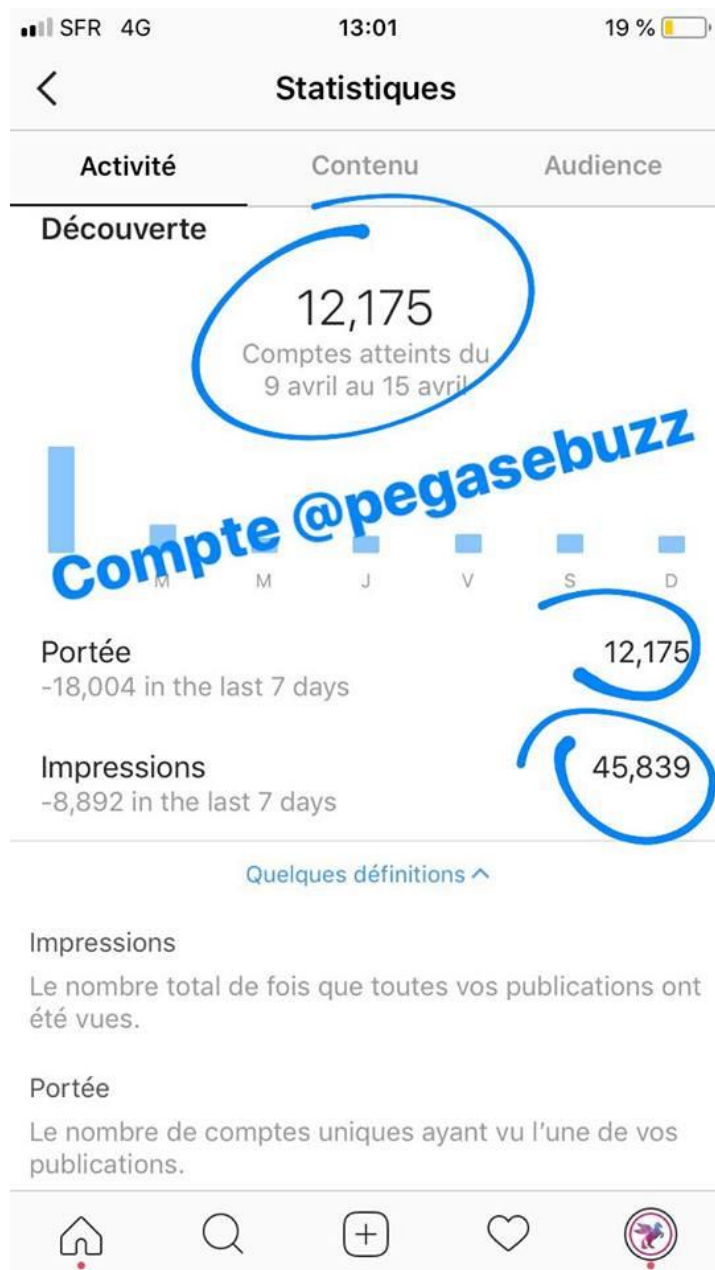 SFR 4G 13:01 19 %
Statistiques
Activité Contenu Audience
Découverte
12,175
Comptes atteints du
9 avril au 15 avril
Compte @pegasebuzz
M M J V S D
Portée 12,175
-18,004 in the last 7 days
Impressions 45,839
-8,892 in the last 7 days
Quelques définitions
Impressions
Le nombre total de fois que toutes vos publications ont
été vues.
Portée
Le nombre de comptes uniques ayant vu l'une de vos
publications.